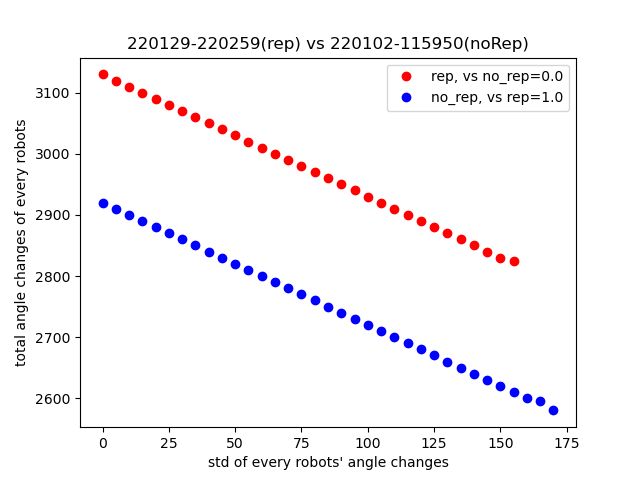 220129-220259(rep) vs 220102-115950(noRep)
rep, vs no_rep=0.0
no_rep, vs rep=1.0
total angle changes of every robots
3100
3000
2900
2800
2700
2600
0 25 50 75 100 125 150 175
std of every robots' angle changes